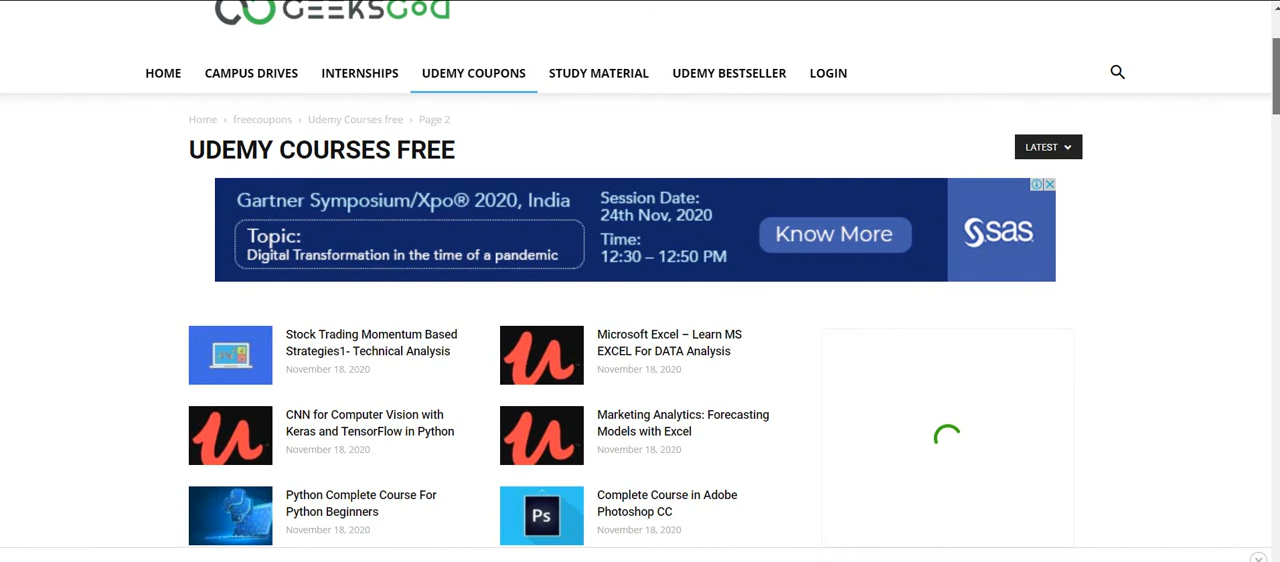 GEEKSGOD
HOME CAMPUS DRIVES INTERNSHIPS UDEMY COUPONS STUDY MATERIAL UDEMY BESTSELLER LOGIN
Home › freecoupons › Udemy Courses free › Page 2
UDEMY COURSES FREE
LATEST
Gartner Symposium/Xpo® 2020, India
Topic:
Digital Transformation in the time of a pandemic
Session Date:
24th Nov, 2020
Time:
12:30 – 12:50 PM
Know More
sas
Stock Trading Momentum Based
Strategies1- Technical Analysis
November 18, 2020
Microsoft Excel – Learn MS
EXCEL For DATA Analysis
November 18, 2020
CNN for Computer Vision with
Keras and TensorFlow in Python
November 18, 2020
Marketing Analytics: Forecasting
Models with Excel
November 18, 2020
Python Complete Course For
Python Beginners
November 18, 2020
Ps
Complete Course in Adobe
Photoshop CC
November 18, 2020